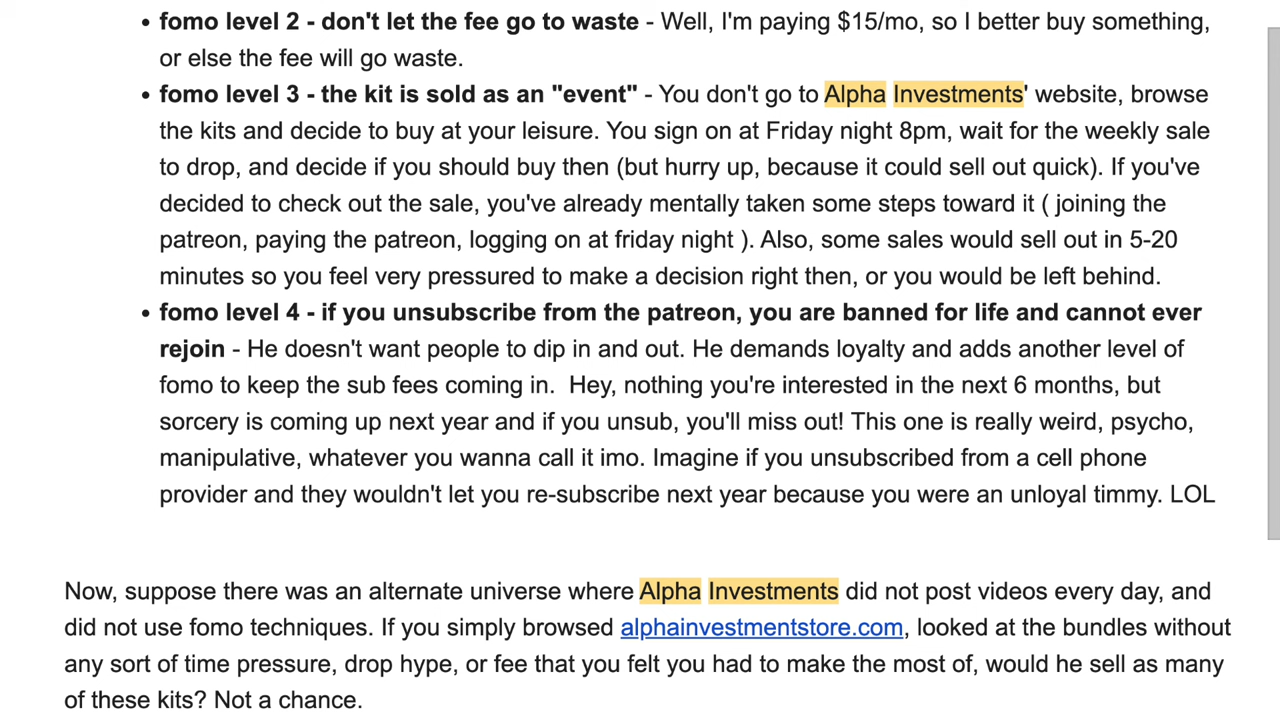 • fomo level 2 - don't let the fee go to waste - Well, I'm paying $15/mo, so I better buy something,
or else the fee will go waste.
• fomo level 3 - the kit is sold as an "event" - You don't go to Alpha Investments' website, browse
the kits and decide to buy at your leisure. You sign on at Friday night 8pm, wait for the weekly sale
to drop, and decide if you should buy then (but hurry up, because it could sell out quick). If you've
decided to check out the sale, you've already mentally taken some steps toward it ( joining the
patreon, paying the patreon, logging on at friday night ). Also, some sales would sell out in 5-20
minutes so you feel very pressured to make a decision right then, or you would be left behind.
• fomo level 4 - if you unsubscribe from the patreon, you are banned for life and cannot ever
rejoin - He doesn't want people to dip in and out. He demands loyalty and adds another level of
fomo to keep the sub fees coming in.  Hey, nothing you're interested in the next 6 months, but
sorcery is coming up next year and if you unsub, you'll miss out! This one is really weird, psycho,
manipulative, whatever you wanna call it imo. Imagine if you unsubscribed from a cell phone
provider and they wouldn't let you re-subscribe next year because you were an unloyal timmy. LOL
Now, suppose there was an alternate universe where Alpha Investments did not post videos every day, and
did not use fomo techniques. If you simply browsed alphainvestmentstore.com, looked at the bundles without
any sort of time pressure, drop hype, or fee that you felt you had to make the most of, would he sell as many
of these kits? Not a chance.